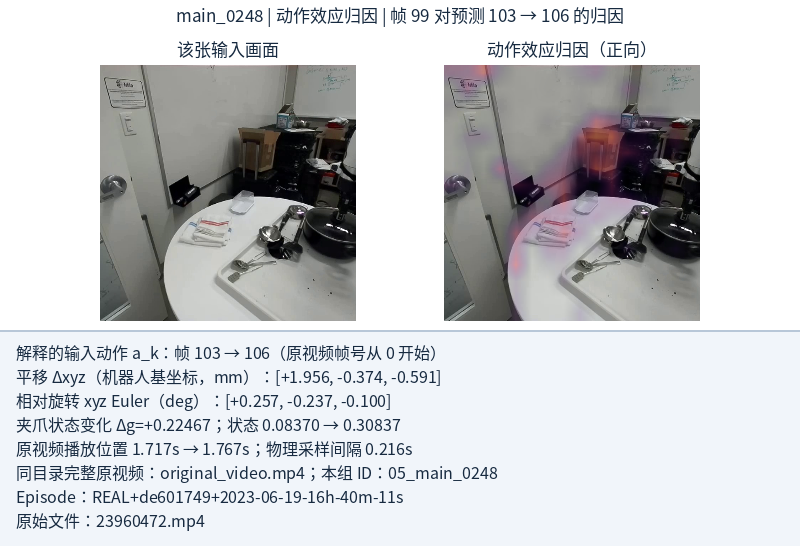 main_0248 | 动作效应归因 | 帧 99 对预测 103 → 106 的归因
该张输入画面
动作效应归因（正向）
解释的输入动作 a_k：帧 103 → 106（原视频帧号从 0 开始）
平移 Δxyz（机器人基坐标，mm）：[+1.956, -0.374, -0.591]
相对旋转 xyz Euler（deg）：[+0.257, -0.237, -0.100]
夹爪状态变化 Δg=+0.22467；状态 0.08370 → 0.30837
原视频播放位置 1.717s → 1.767s；物理采样间隔 0.216s
同目录完整原视频：original_video.mp4；本组 ID：05_main_0248
Episode：REAL+de601749+2023-06-19-16h-40m-11s
原始文件：23960472.mp4